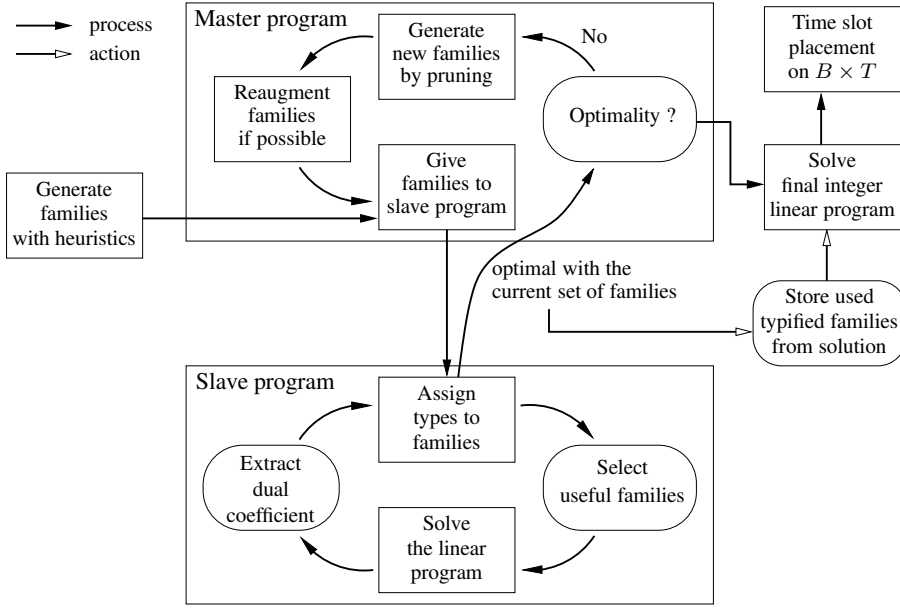 process
action
Master program
Generate
new families
by pruning
No
Reaugment
families
if possible
Optimality ?
Give
families to
slave program
Generate
families
with heuristics
Time slot
placement
on B × T
Solve
final integer
linear program
optimal with the
current set of families
Store used
typified families
from solution
Slave program
Assign
types to
families
Extract
dual
coefficient
Select
useful families
Solve
the linear
program